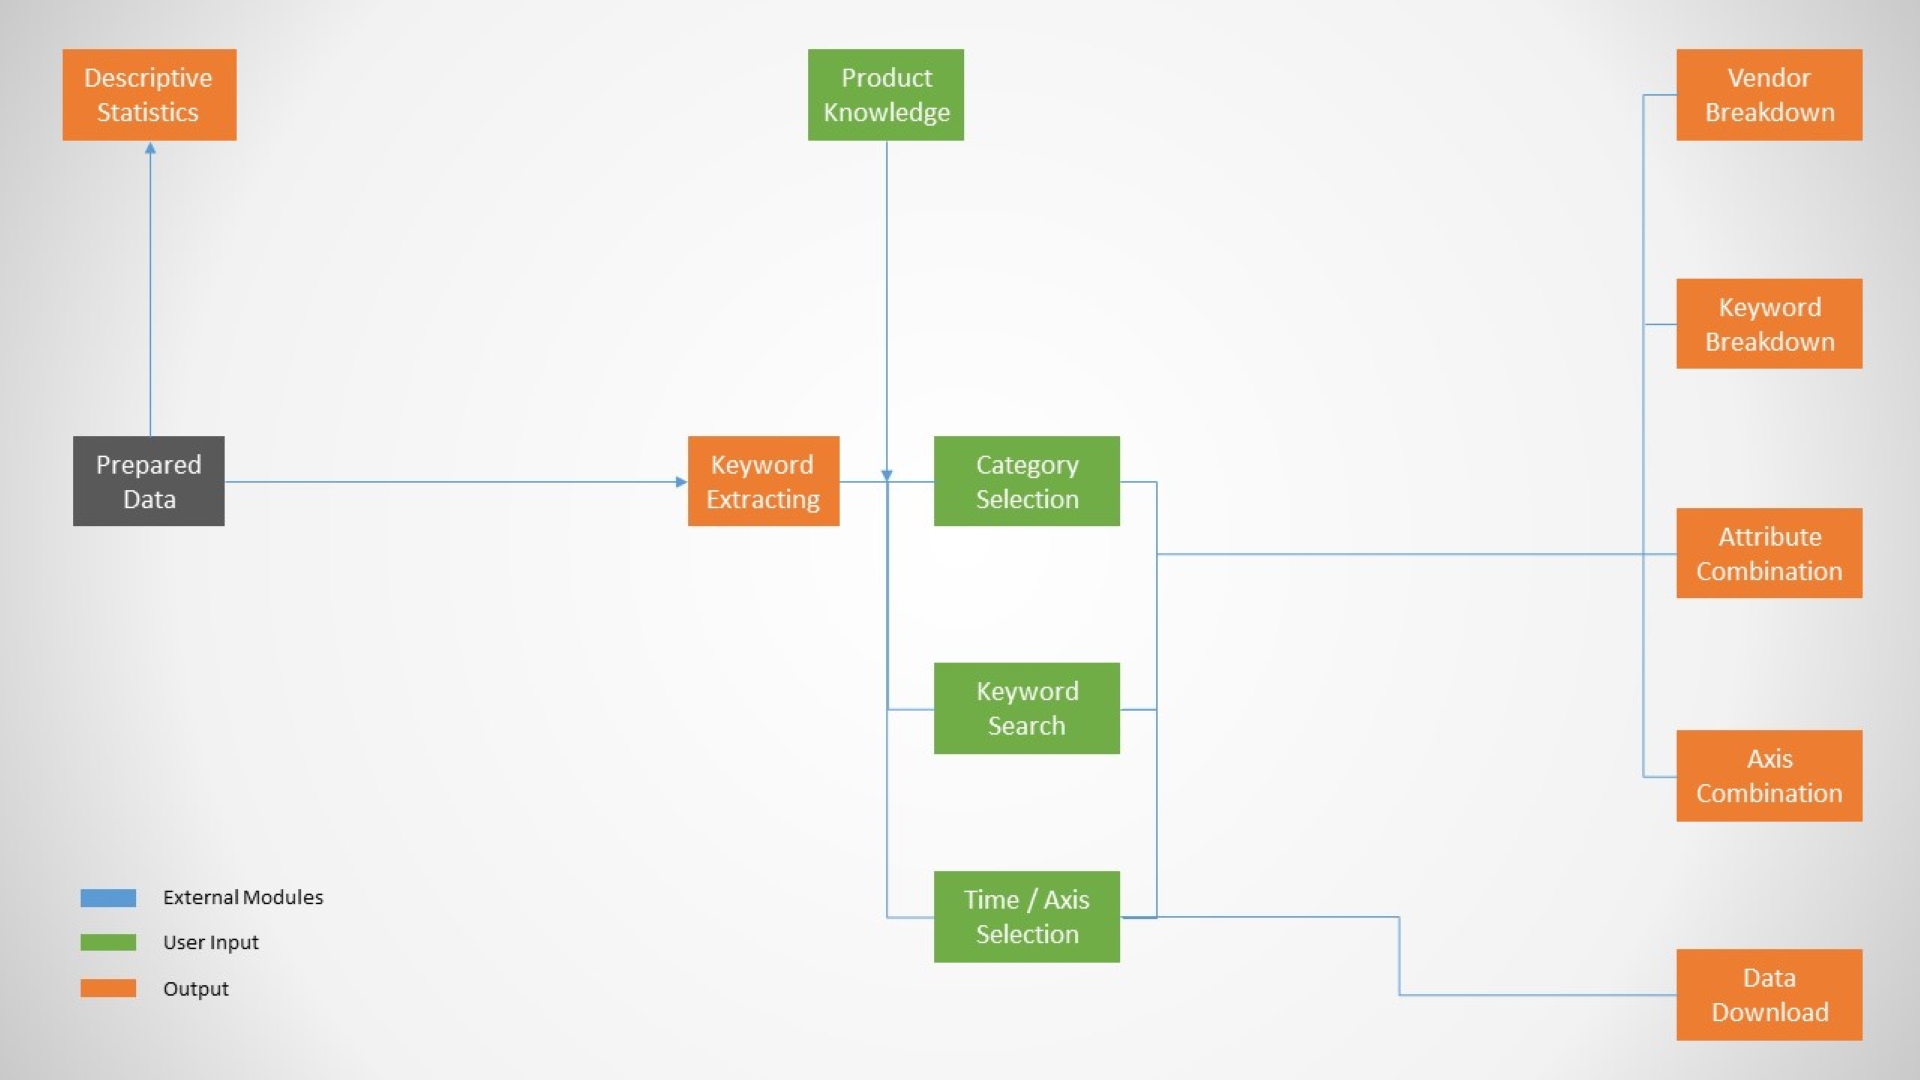 Descriptive
Statistics
Product
Knowledge
Vendor
Breakdown
Keyword
Breakdown
Prepared
Data
Keyword
Extracting
Category
Selection
Attribute
Combination
Keyword
Search
Axis
Combination
Time / Axis
Selection
Data
Download
External Modules
User Input
Output